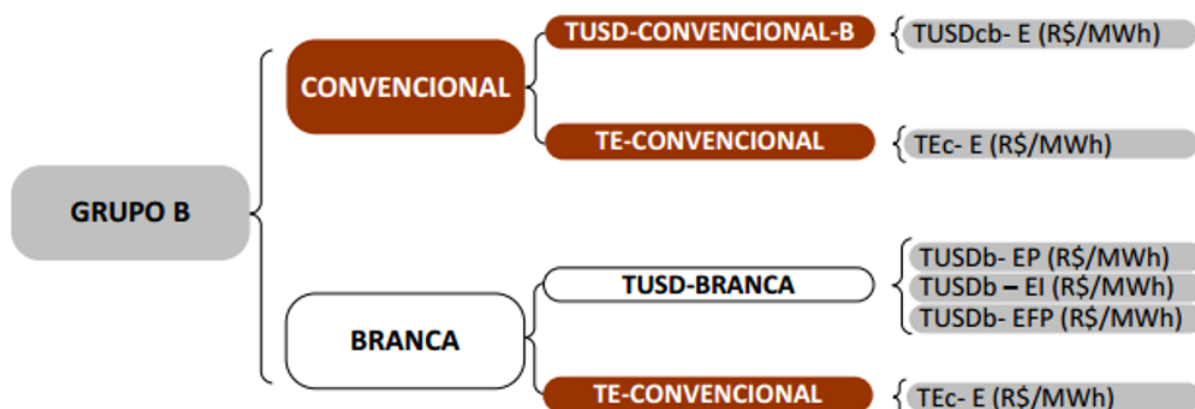 GRUPO B
CONVENCIONAL
TUSD-CONVENCIONAL-B
TUSDcb- E (R$/MWh)
TE-CONVENCIONAL
TEc- E (R$/MWh)
BRANCA
TUSD-BRANCA
TUSDb- EP (R$/MWh)
TUSDb – EI (R$/MWh)
TUSDb- EFP (R$/MWh)
TE-CONVENCIONAL
TEc- E (R$/MWh)